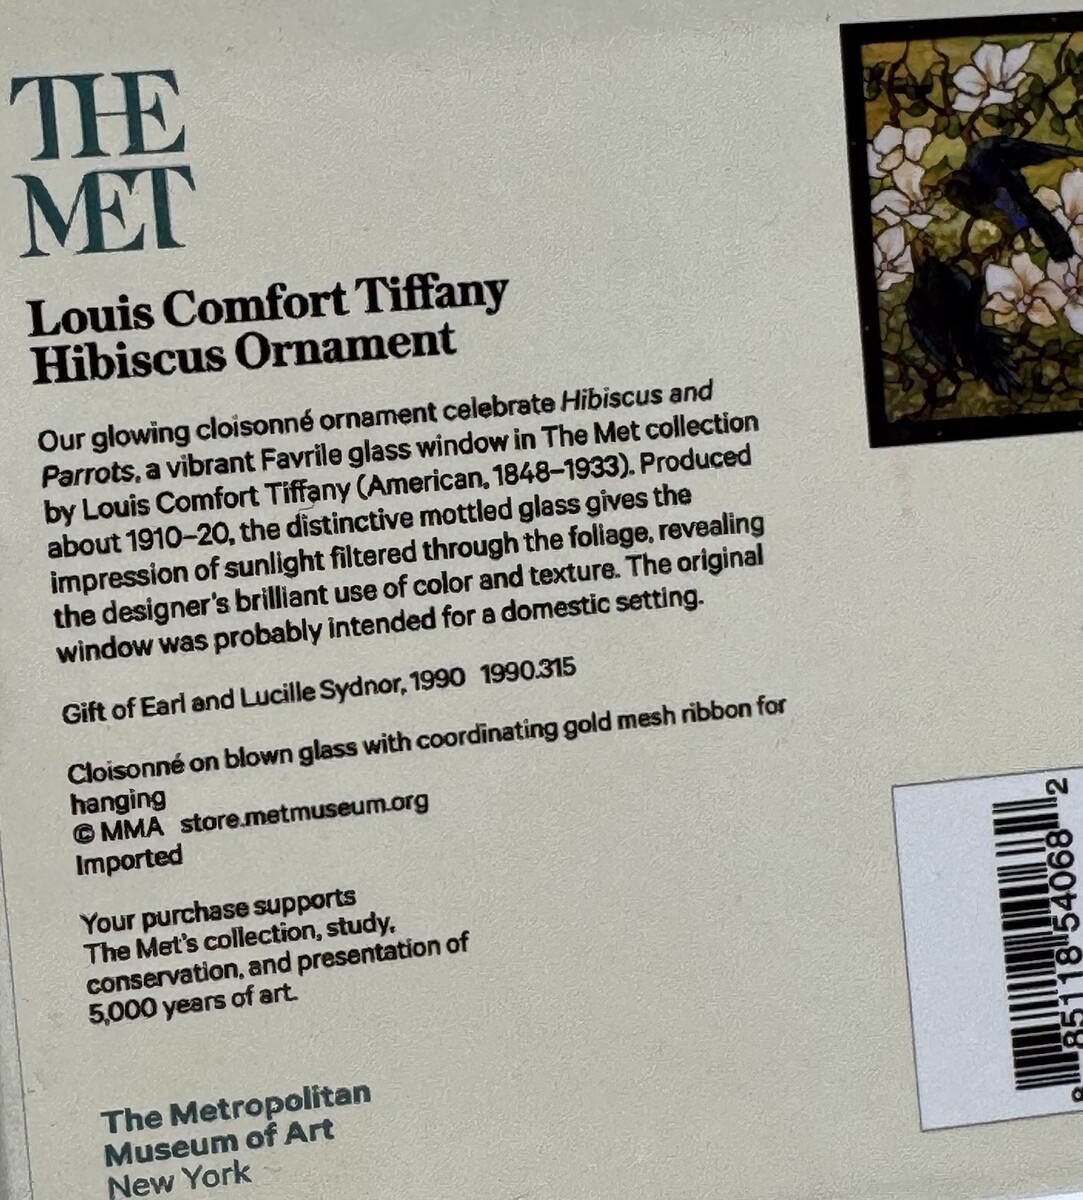 THE
MET
Louis Comfort Tiffany
Hibiscus Ornament
Our glowing cloisonné ornament celebrate Hibiscus and
Parrots, a vibrant Favrile glass window in The Met collection
by Louis Comfort Tiffany (American, 1848–1933). Produced
about 1910–20, the distinctive mottled glass gives the
impression of sunlight filtered through the foliage, revealing
the designer's brilliant use of color and texture. The original
window was probably intended for a domestic setting.
Gift of Earl and Lucille Sydnor, 1990 1990.315
Cloisonné on blown glass with coordinating gold mesh ribbon for
hanging
© MMA store.metmuseum.org
Imported
Your purchase supports
The Met's collection, study,
conservation, and presentation of
5,000 years of art.
The Metropolitan
Museum of Art
New York
8 85118 54068 2